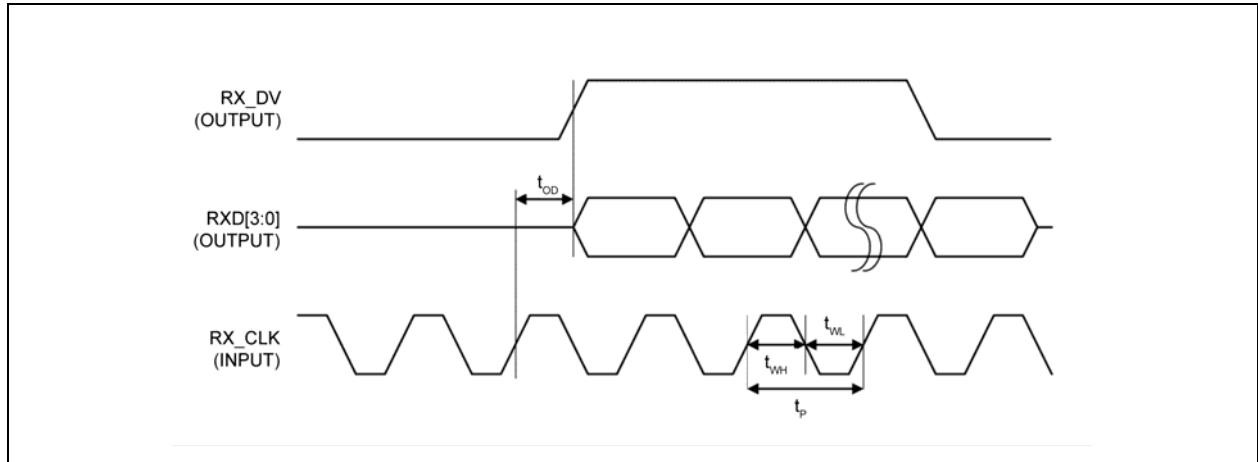 RX_DV
(OUTPUT)
tOD
RXD[3:0]
(OUTPUT)
RX_CLK
(INPUT)
tWL
tWH
tP